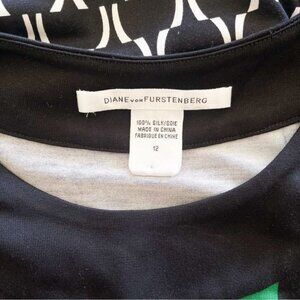 DIANE VON FURSTENBERG
100% SILK/SOIE
MADE IN CHINA
FABRIQUÉ EN CHINE
12